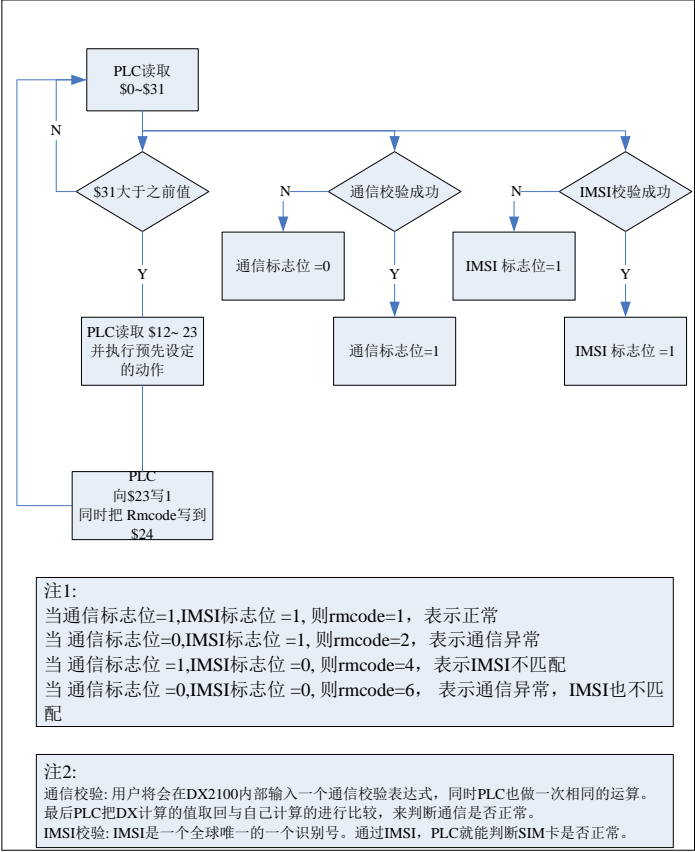 PLC读取
$0~$31
N
$31大于之前值
N
通信校验成功
N
IMSI校验成功
通信标志位 =0
IMSI 标志位=1
Y
Y
Y
PLC读取 $12~ 23
并执行预先设定
的动作
通信标志位=1
IMSI 标志位 =1
PLC
向$23写1
同时把 Rmcode写到
$24
注1:
当通信标志位=1,IMSI标志位 =1, 则rmcode=1，表示正常
当 通信标志位=0,IMSI标志位 =1, 则rmcode=2，表示通信异常
当 通信标志位 =1,IMSI标志位 =0, 则rmcode=4，表示IMSI不匹配
当 通信标志位 =0,IMSI标志位 =0, 则rmcode=6， 表示通信异常，IMSI也不匹
配
注2:
通信校验: 用户将会在DX2100内部输入一个通信校验表达式，同时PLC也做一次相同的运算。
最后PLC把DX计算的值取回与自己计算的进行比较，来判断通信是否正常。
IMSI校验: IMSI是一个全球唯一的一个识别号。通过IMSI，PLC就能判断SIM卡是否正常。